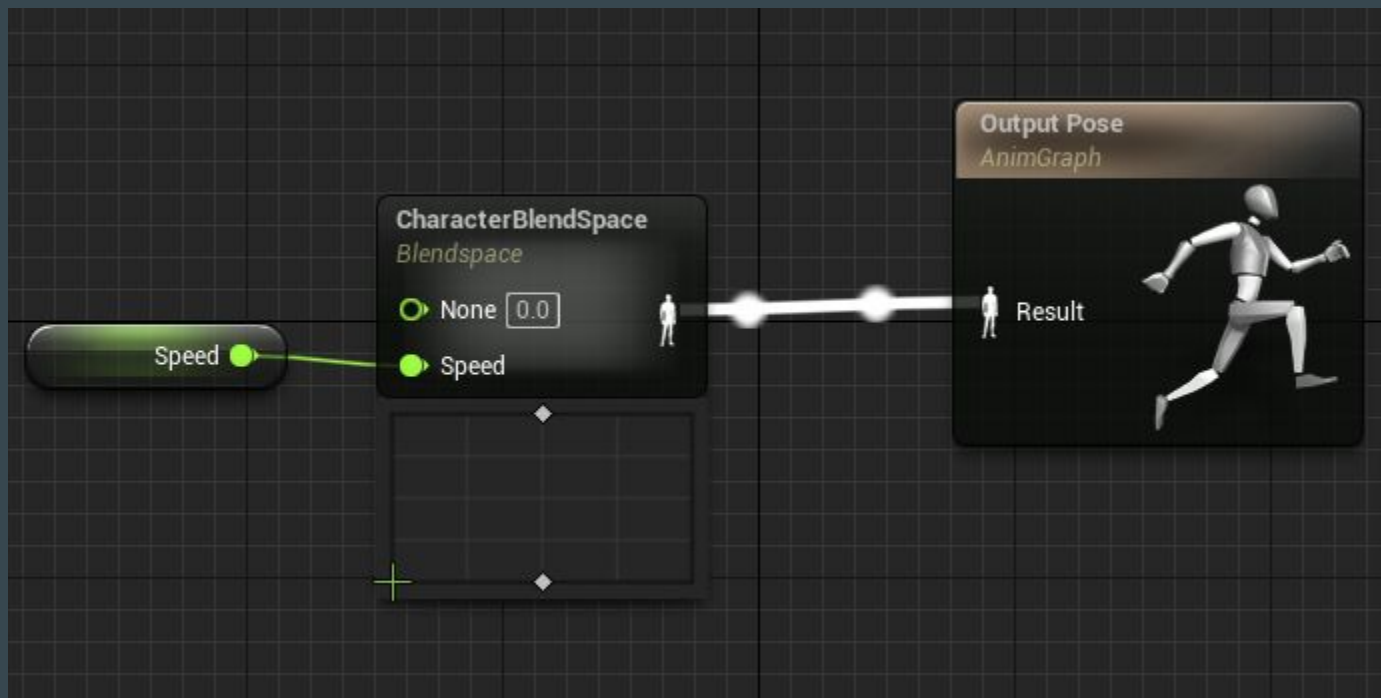 Output Pose
AnimGraph
CharacterBlendSpace
Blendspace
None 0.0
Result
Speed
Speed